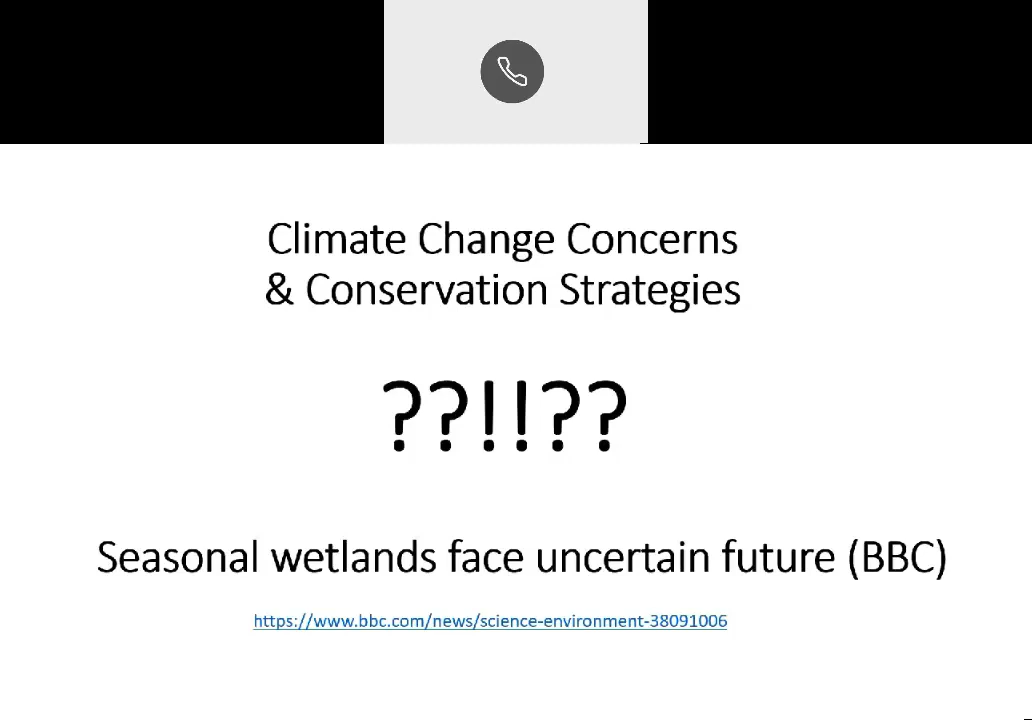 Climate Change Concerns
& Conservation Strategies
??!!??
Seasonal wetlands face uncertain future (BBC)
https://www.bbc.com/news/science-environment-38091006